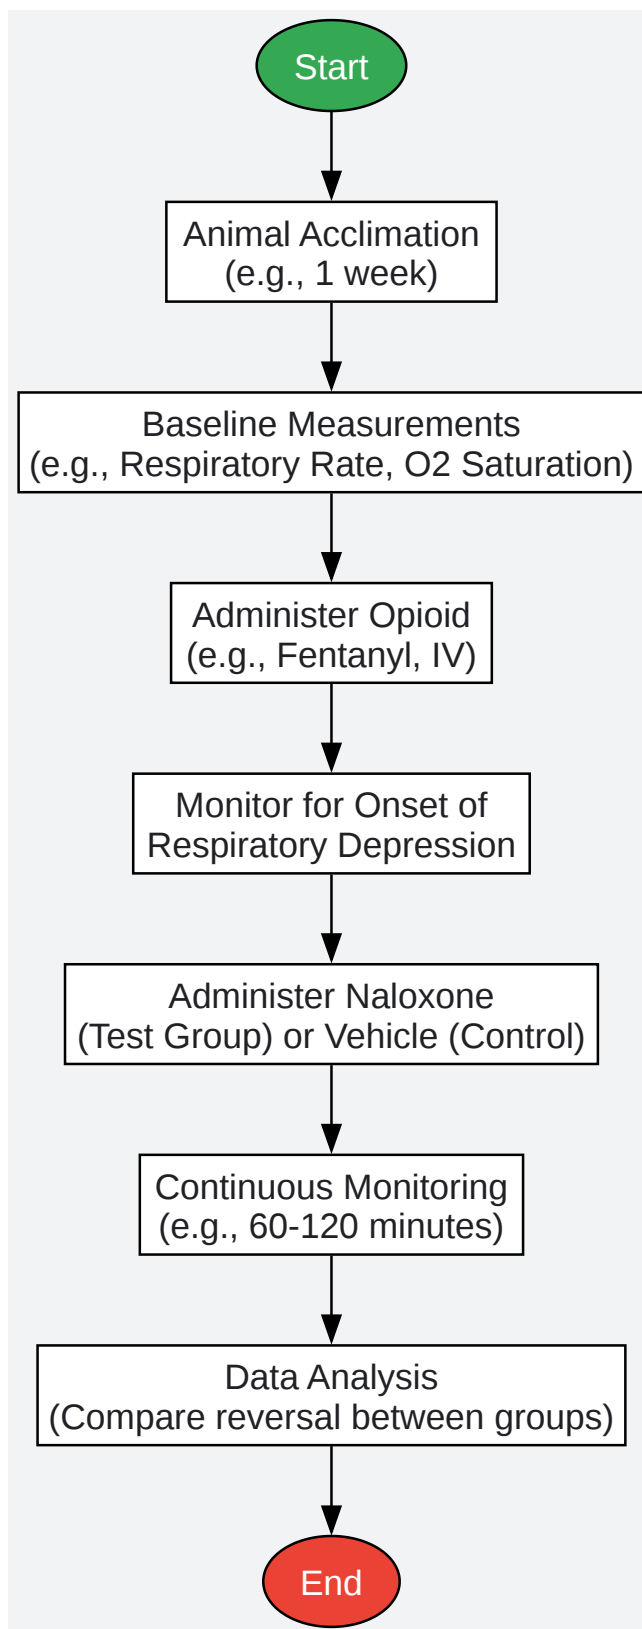 Start
Animal Acclimation
(e.g., 1 week)
Baseline Measurements
(e.g., Respiratory Rate, O2 Saturation)
Administer Opioid
(e.g., Fentanyl, IV)
Monitor for Onset of
Respiratory Depression
Administer Naloxone
(Test Group) or Vehicle (Control)
Continuous Monitoring
(e.g., 60-120 minutes)
Data Analysis
(Compare reversal between groups)
End